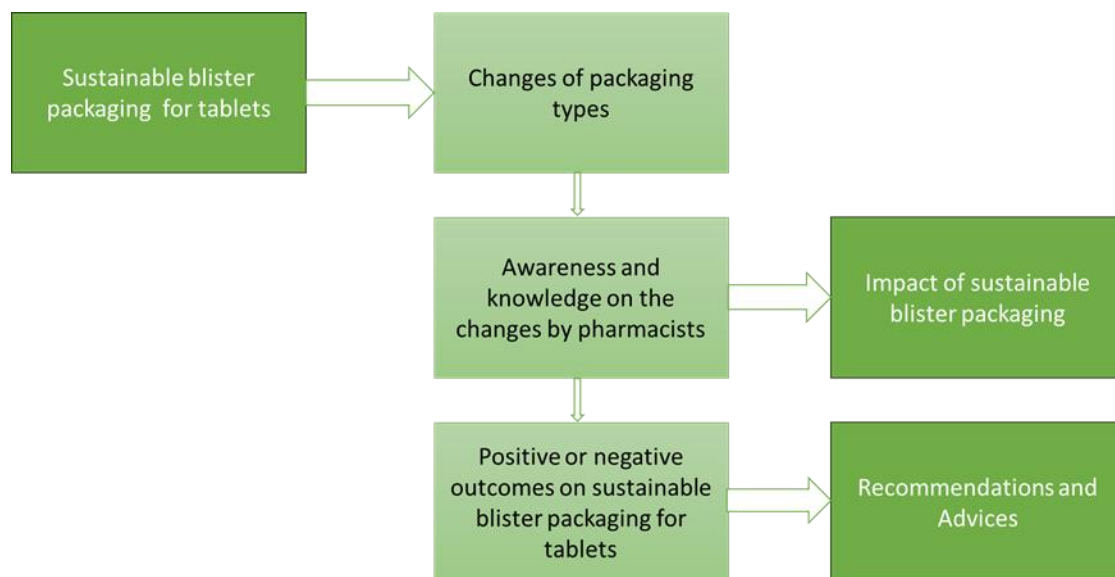 Sustainable blister
packaging for tablets
Changes of packaging
types
Awareness and
knowledge on the
changes by pharmacists
Impact of sustainable
blister packaging
Positive or negative
outcomes on sustainable
blister packaging for
tablets
Recommendations and
Advices